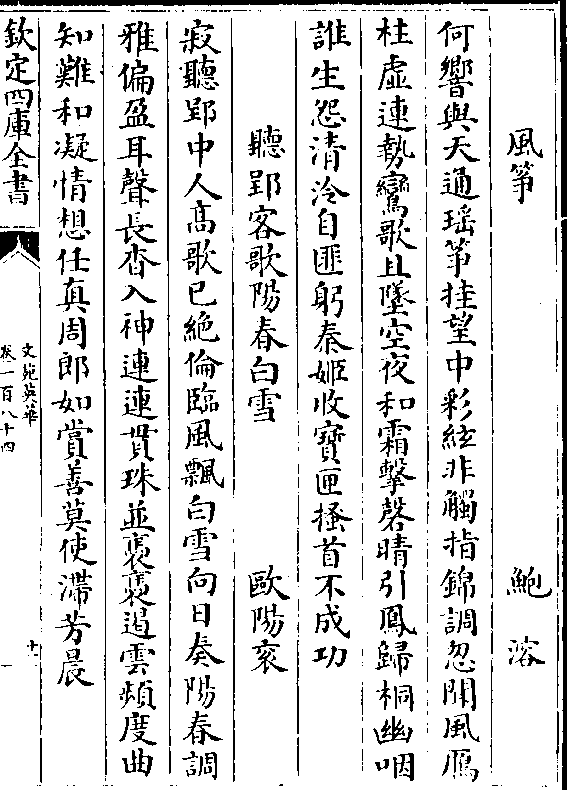 風箏　鮑溶
何響與天通瑶箏挂望中彩絃非觸指錦調忽開風鴈
柱虛連勢鸞歌且墜空夜和霜擊磬晴引鳳歸桐幽咽
誰生怨清泠自匪躬秦姬收寶匣搔首不成功
聽郢客歌陽春白雪　歐陽衮
寂聽郢中人髙歌已絶倫臨風飄白雪向日奏陽春調
雅偏盈耳聲長杳入神連連貫珠並裊裊遏雲頻度曲
知難和凝情想任真周郎如賞善莫使滯芳晨
欽定四庫全書
文苑英華
卷一百八十四
十一